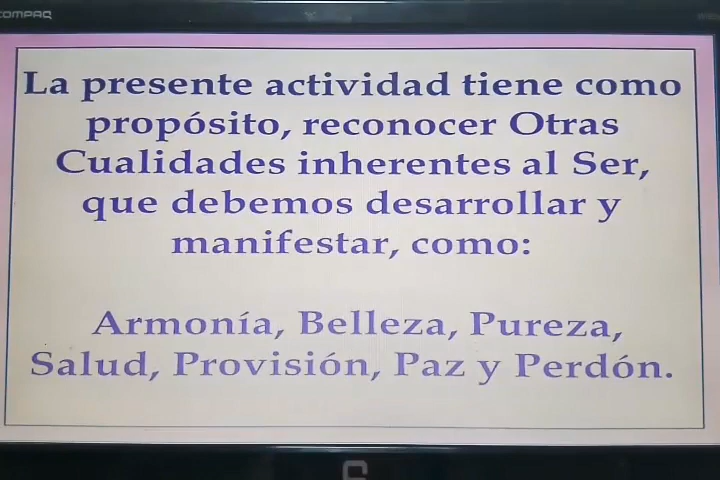 COMPAQ
La presente actividad tiene como
propósito, reconocer Otras
Cualidades inherentes al Ser,
que debemos desarrollar y
manifestar, como:
Armonía, Belleza, Pureza,
Salud, Provisión, Paz y Perdón.